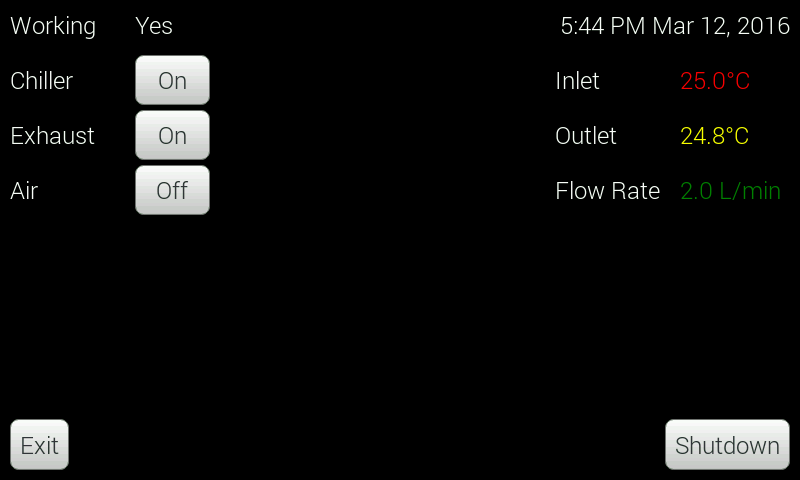 Working Yes 5:44 PM Mar 12, 2016
Chiller On Inlet 25.0°C
Exhaust On Outlet 24.8°C
Air Off Flow Rate 2.0 L/min
Exit Shutdown